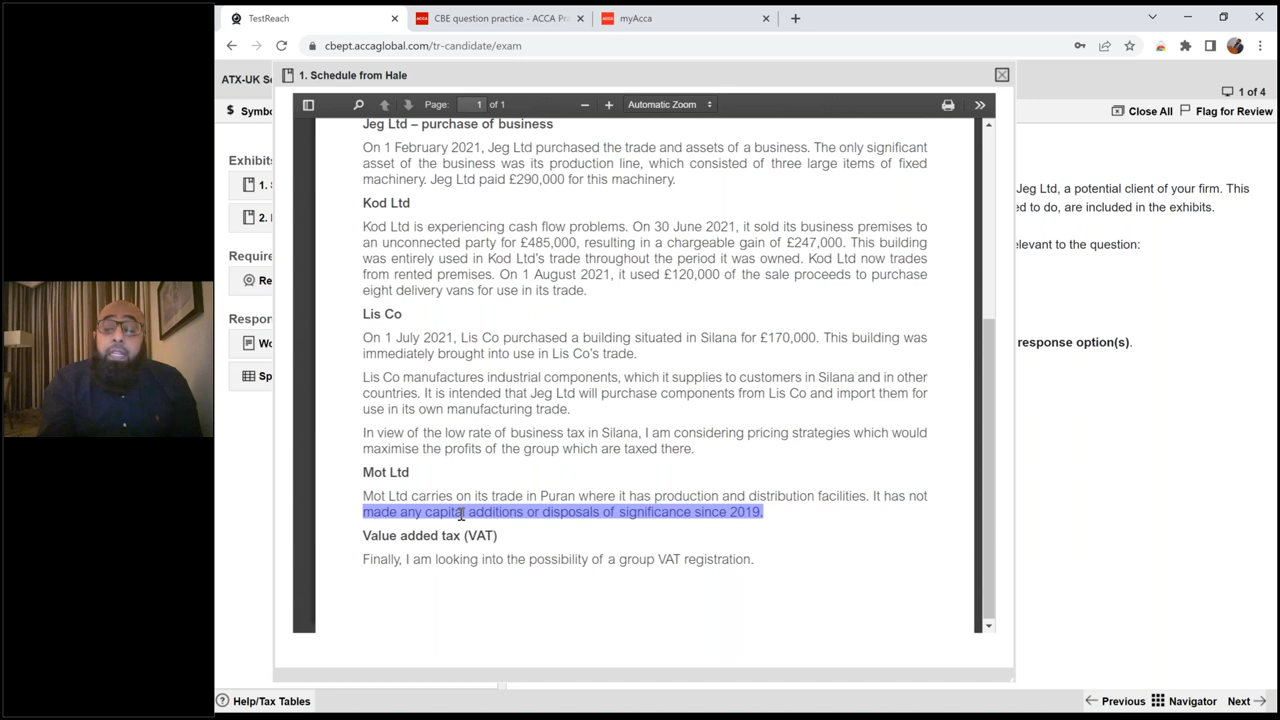 TestReach
CBE question practice - ACCA Pr
myAcca
cbept.accaglobal.com/tr-candidate/exam
ATX-UK Se
1. Schedule from Hale
1 of 4
$ Symbo
Page: 1 of 1
Automatic Zoom
Close All
Flag for Review
Exhibits
1.
2.
Require
Re
Respon
Wo
Sp
Jeg Ltd – purchase of business
On 1 February 2021, Jeg Ltd purchased the trade and assets of a business. The only significant
asset of the business was its production line, which consisted of three large items of fixed
machinery. Jeg Ltd paid £290,000 for this machinery.
Kod Ltd
Kod Ltd is experiencing cash flow problems. On 30 June 2021, it sold its business premises to
an unconnected party for £485,000, resulting in a chargeable gain of £247,000. This building
was entirely used in Kod Ltd's trade throughout the period it was owned. Kod Ltd now trades
from rented premises. On 1 August 2021, it used £120,000 of the sale proceeds to purchase
eight delivery vans for use in its trade.
Lis Co
On 1 July 2021, Lis Co purchased a building situated in Silana for £170,000. This building was
immediately brought into use in Lis Co's trade.
Lis Co manufactures industrial components, which it supplies to customers in Silana and in other
countries. It is intended that Jeg Ltd will purchase components from Lis Co and import them for
use in its own manufacturing trade.
In view of the low rate of business tax in Silana, I am considering pricing strategies which would
maximise the profits of the group which are taxed there.
Mot Ltd
Mot Ltd carries on its trade in Puran where it has production and distribution facilities. It has not
made any capital additions or disposals of significance since 2019.
Value added tax (VAT)
Finally, I am looking into the possibility of a group VAT registration.
Jeg Ltd, a potential client of your firm. This
ed to do, are included in the exhibits.
elevant to the question:
response option(s).
Help/Tax Tables
Previous
Navigator
Next